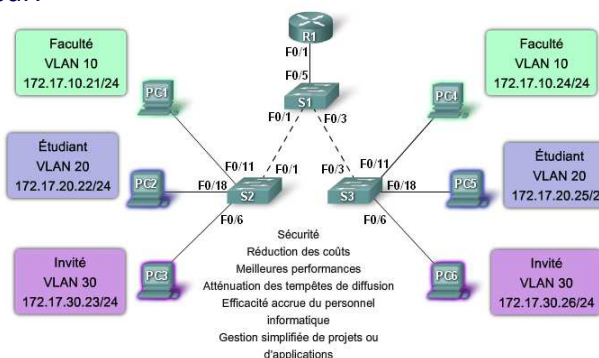 R1
F0/1
F0/5
S1
F0/1
F0/3
Faculté
VLAN 10
172.17.10.21/24
PC1
Étudiant
VLAN 20
172.17.20.22/24
PC2
Invité
VLAN 30
172.17.30.23/24
PC3
F0/11
F0/18
F0/6
F0/1
S2
Faculté
VLAN 10
172.17.10.24/24
PC4
Étudiant
VLAN 20
172.17.20.25/2
PC5
Invité
VLAN 30
172.17.30.26/24
PC6
F0/3
F0/11
F0/18
F0/6
S3
Sécurité
Réduction des coûts
Meilleures performances
Atténuation des tempêtes de diffusion
Efficacité accrue du personnel
informatique
Gestion simplifiée de projets ou
d'applications